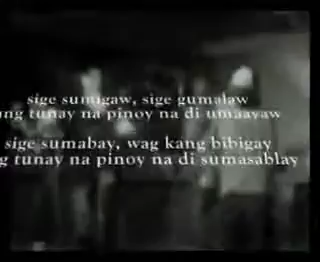 sige sumigaw, sige gumalaw
ng tunay na pinoy na di umaayaw
sige sumabay, wag kang bibigay
g tunay na pinoy na di sumasablay